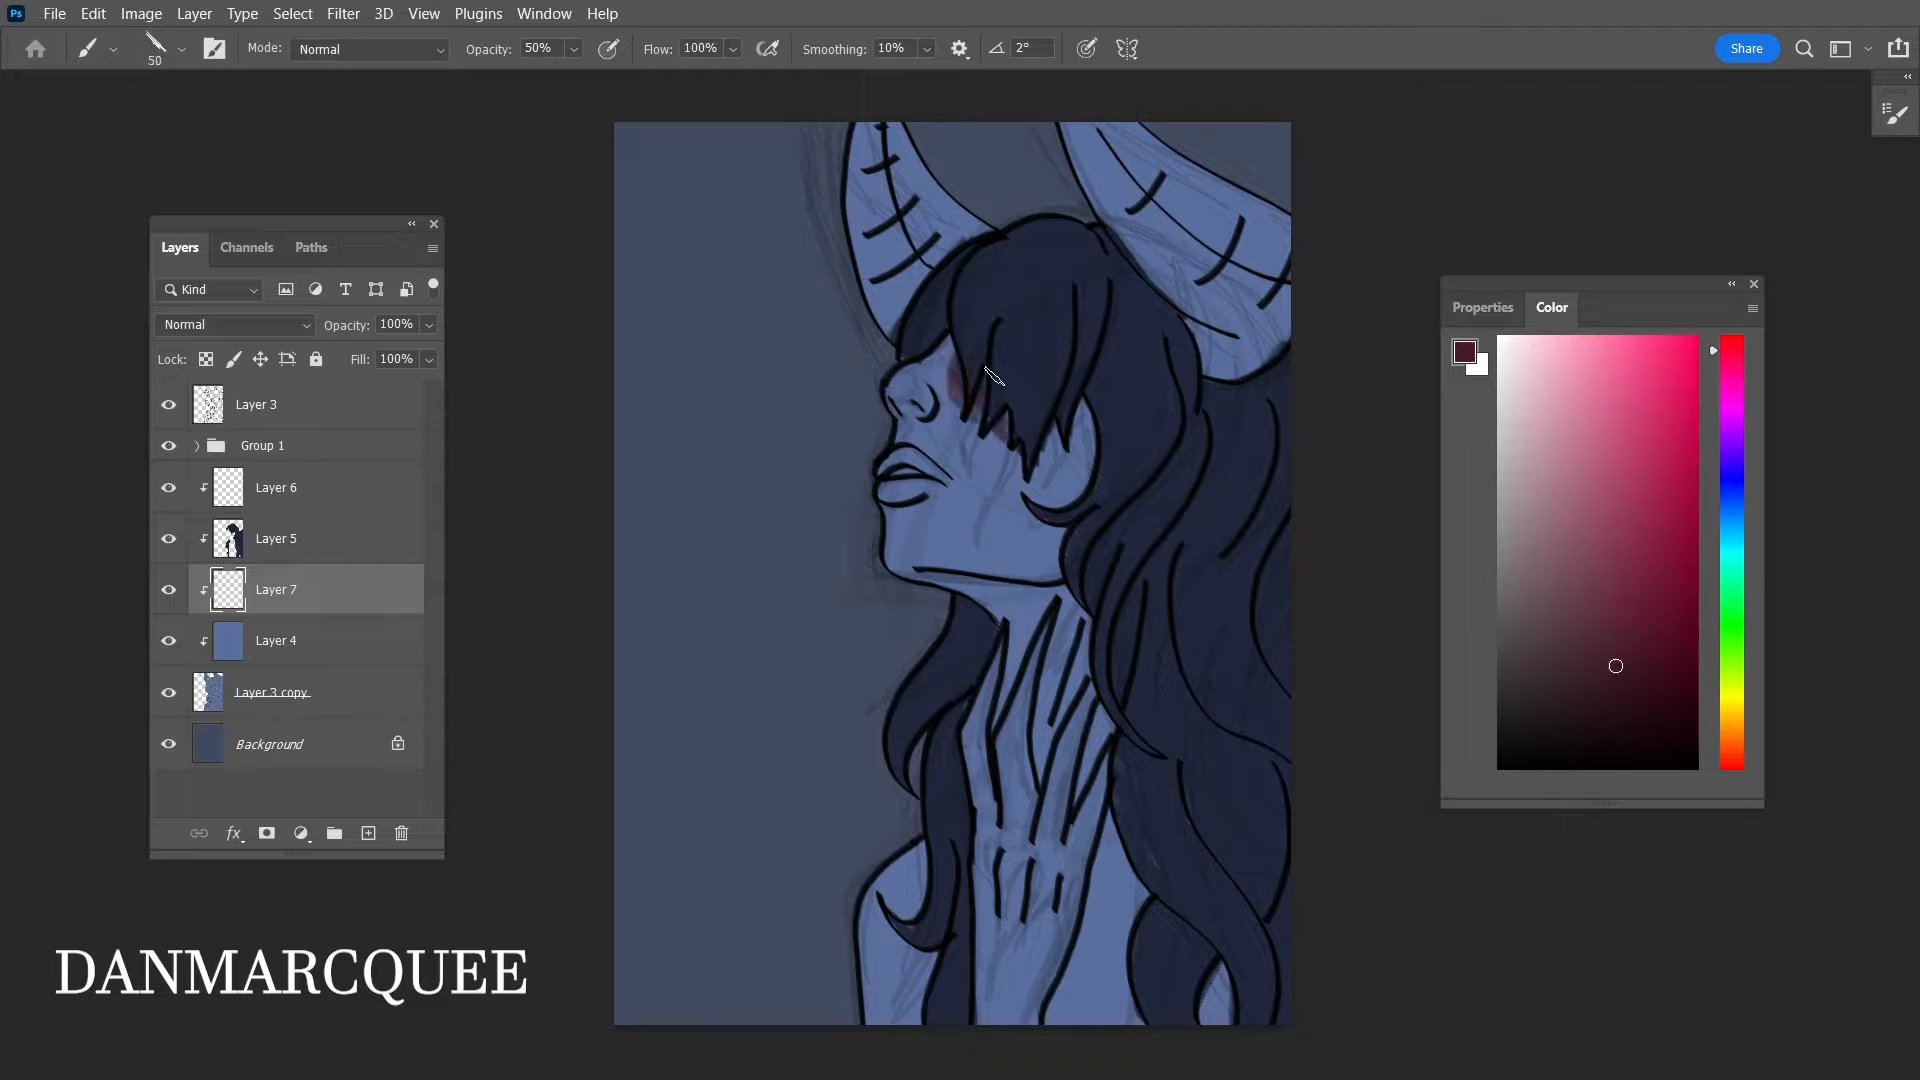 Ps File Edit Image Layer Type Select Filter 3D View Plugins Window Help
50 Mode: Normal Opacity: 50% Flow: 100% Smoothing: 10% 2° Share
Layers Channels Paths
Kind
Normal Opacity: 100%
Lock: Fill: 100%
Layer 3
Group 1
Layer 6
Layer 5
Layer 7
Layer 4
Layer 3 copy
Background
fx
Properties Color
DANMARCQUEE